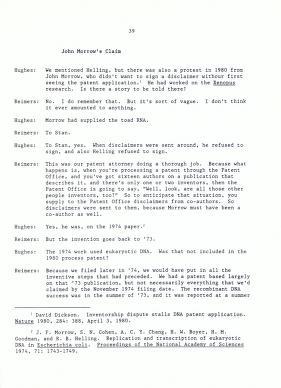 39
John Morrow's Claim
Hughes: We mentioned Helling, but there was also a protest in 1980 from
John Morrow, who didn't want to sign a disclaimer without first
seeing the patent application.¹ He had worked on the Xenopus
research. Is there a story to be told there?
Reimers: No. I do remember that. But it's sort of vague. I don't think
it ever amounted to anything.
Hughes: Morrow had supplied the toad RNA.
Reimers: To Stan.
Hughes: To Stan, yes. When disclaimers were sent around, he refused to
sign, and also Helling refused to sign.
Reimers: This was our patent attorney doing a thorough job. Because what
happens is, when you're processing a patent through the Patent
Office, and you've got sixteen authors on a publication that
describes it, and there's only one or two inventors, then the
Patent Office is going to say, "Well, look, are all those other
people inventors, too?" So to anticipate that situation, you
supply to the Patent Office disclaimers from co-authors. So
disclaimers were sent to them, because Morrow must have been a
co-author as well.
Hughes: Yes, he was, on the 1974 paper.²
Reimers: But the invention goes back to '73.
Hughes: The 1974 work used eukaryotic DNA. Was that not included in the
1980 process patent?
Reimers: Because we filed later in '74, we would have put in all the
inventive steps that had preceded. We had a patent based largely
on that '73 publication, but not necessarily everything that we'd
claimed by the November 1974 filing date. The recombinant DNA
success was in the summer of '73, and it was reported at a summer
¹ David Dickson. Inventorship dispute stalls DNA patent application.
Nature 1980, 284: 388, April 3, 1980.
² J. F. Morrow, S. N. Cohen, A. C. Y. Chang, H. W. Boyer, H. M.
Goodman, and R. B. Helling. Replication and transcription of eukaryotic
DNA in Escherichia coli. Proceedings of the National Academy of Sciences
1974, 71: 1743-1749.